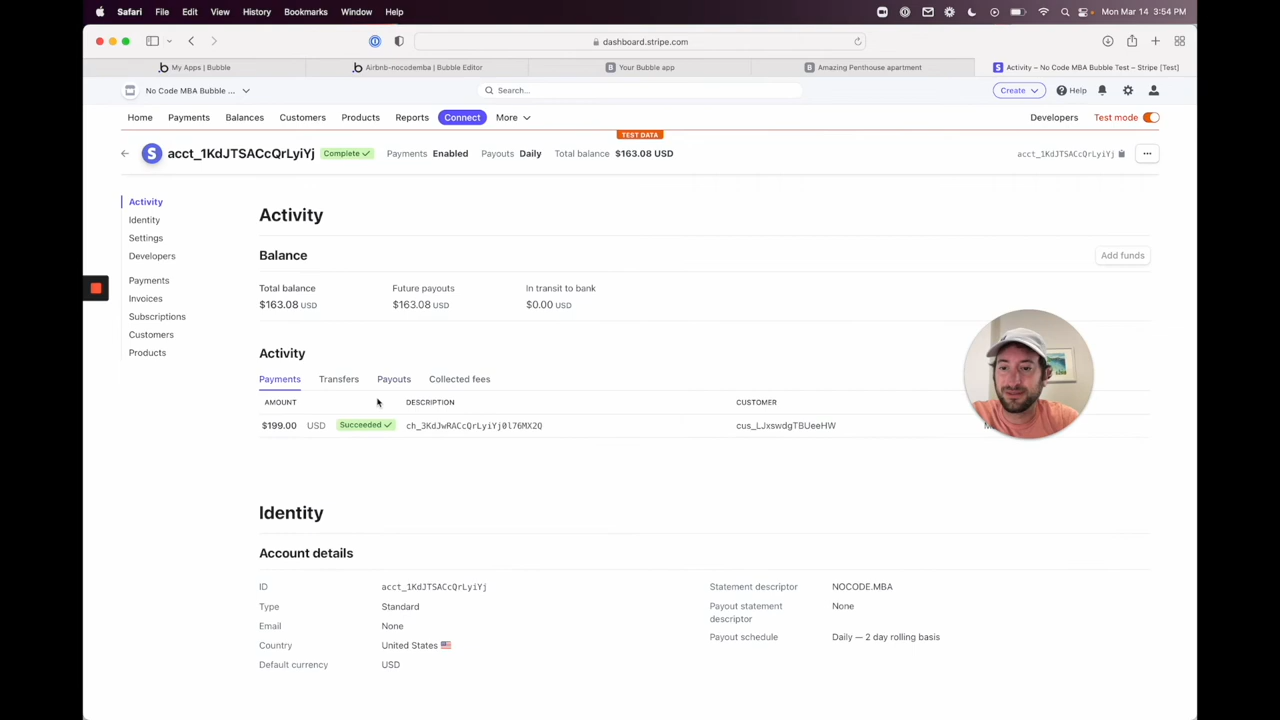 Safari File Edit View History Bookmarks Window Help Mon Mar 14 3:54 PM
dashboard.stripe.com
My Apps | Bubble Airbnb-nocodemba | Bubble Editor Your Bubble app Amazing Penthouse apartment Activity – No Code MBA Bubble Test – Stripe [Test]
No Code MBA Bubble ... Search... Create Help
Home Payments Balances Customers Products Reports Connect More Developers Test mode
TEST DATA
acct_1KdJTSACcQrLyiYj Complete Payments Enabled Payouts Daily Total balance $163.08 USD acct_1KdJTSACcQrLyiYj
Activity
Identity
Settings
Developers
Payments
Invoices
Subscriptions
Customers
Products
Activity
Balance Add funds
Total balance Future payouts In transit to bank
$163.08 USD $163.08 USD $0.00 USD
Activity
Payments Transfers Payouts Collected fees
AMOUNT DESCRIPTION CUSTOMER
$199.00 USD Succeeded ch_3KdJwRACcQrLyiYj0l76MX2Q cus_LJxswdgTBUeeHW
Identity
Account details
ID acct_1KdJTSACcQrLyiYj
Type Standard
Email None
Country United States
Default currency USD
Statement descriptor NOCODE.MBA
Payout statement None
descriptor
Payout schedule Daily — 2 day rolling basis